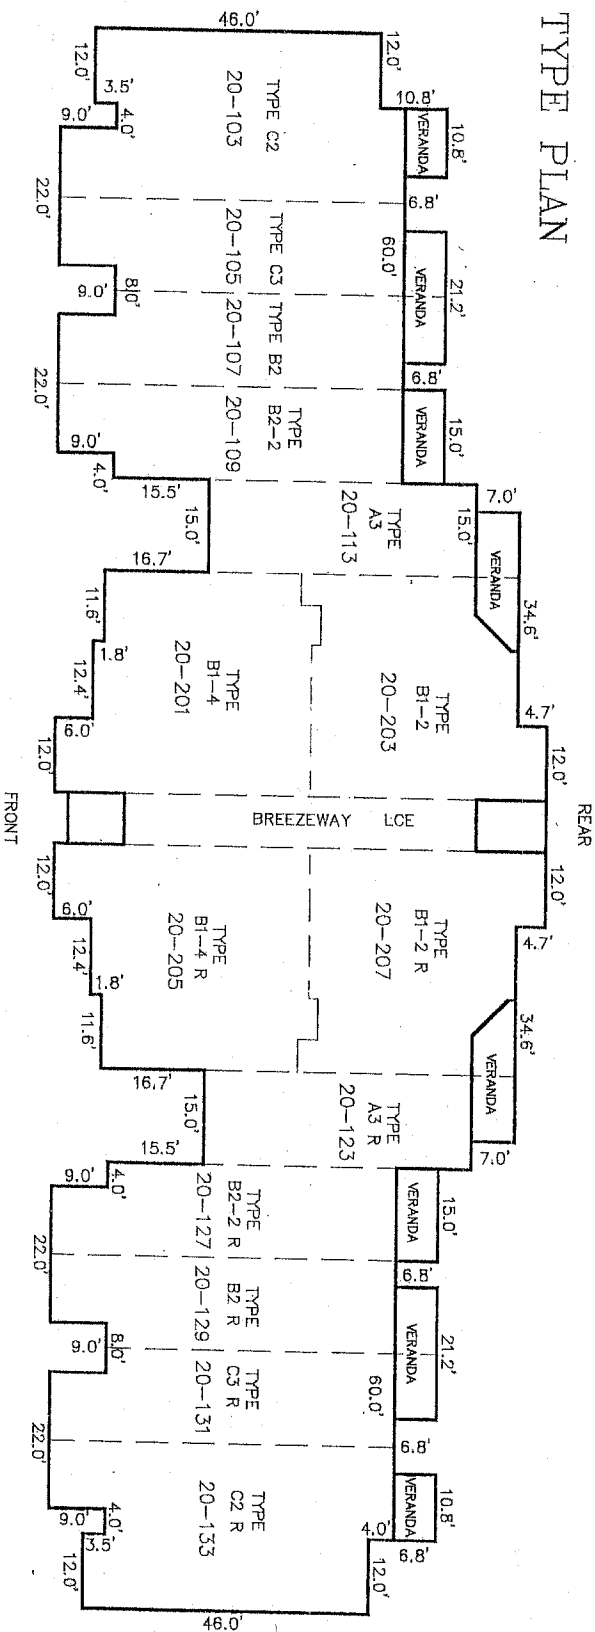 TYPE PLAN
46.0'
12.0'
3.5'
9.0'
4.0'
12.0'
10.8'
VERANDA
10.8'
TYPE C2
20-103
22.0'
6.8'
60.0'
TYPE C3
20-105
VERANDA
21.2'
9.0'
8.0'
TYPE B2
20-107
22.0'
6.8'
TYPE
B2-2
20-109
VERANDA
15.0'
9.0'
4.0'
15.5'
15.0'
TYPE
A3
20-113
15.0'
7.0'
VERANDA
34.6'
16.7'
11.6'
1.8'
12.4'
6.0'
12.0'
TYPE
B1-4
20-201
TYPE
B1-2
20-203
4.7'
12.0'
FRONT
BREEZEWAY LCE
REAR
12.0'
6.0'
12.4'
1.8'
11.6'
16.7'
TYPE
B1-4 R
20-205
TYPE
B1-2 R
20-207
12.0'
4.7'
34.6'
VERANDA
7.0'
15.0'
15.5'
TYPE
A3 R
20-123
9.0'
4.0'
TYPE
B2-2 R
20-127
VERANDA
15.0'
22.0'
6.8'
TYPE
B2 R
20-129
VERANDA
21.2'
9.0'
8.0'
TYPE
C3 R
20-131
60.0'
22.0'
6.8'
TYPE
C2 R
20-133
VERANDA
10.8'
9.0'
4.0'
3.5'
12.0'
4.0'
6.8'
12.0'
46.0'